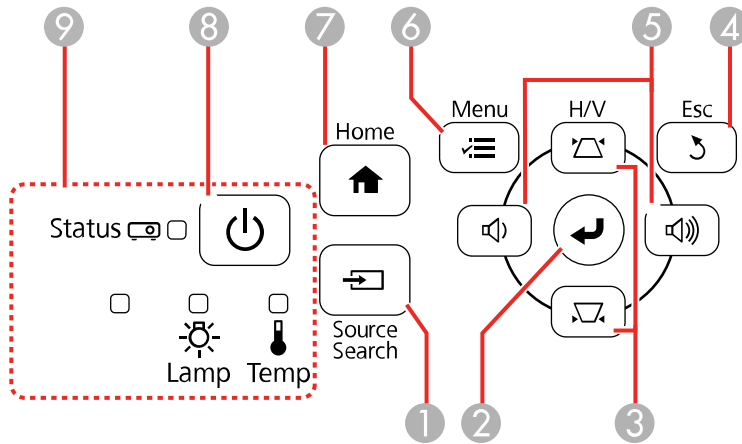 9 8 7 6 5 4
Menu H/V Esc
Home
Status
Source
Search
Lamp Temp
1 2 3